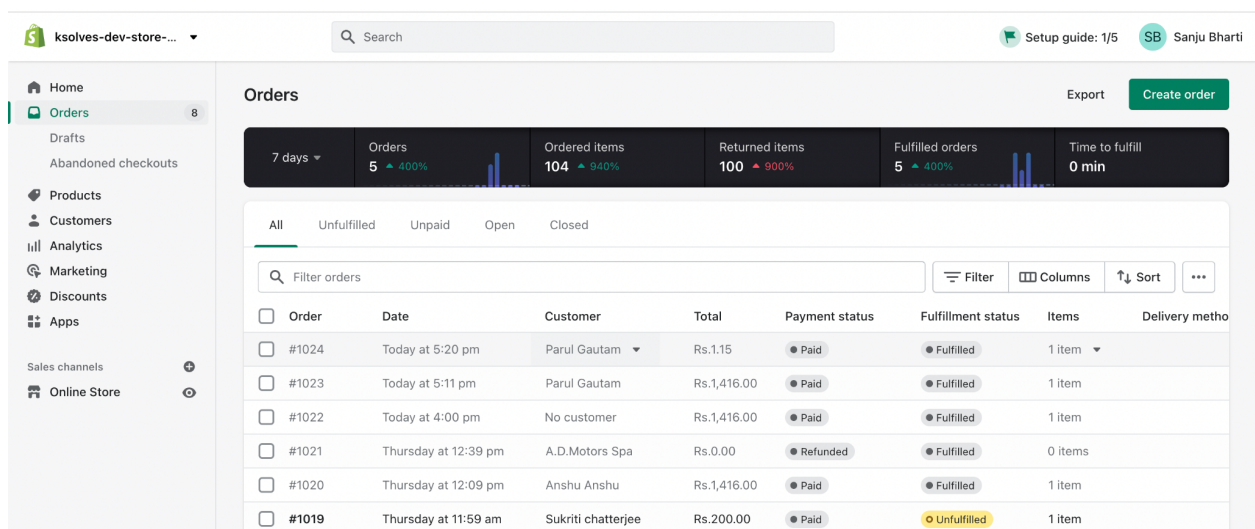 ksolves-dev-store-...
Search
Setup guide: 1/5
SB
Sanju Bharti
Home
Orders 8
Drafts
Abandoned checkouts
Products
Customers
Analytics
Marketing
Discounts
Apps
Sales channels
Online Store
Orders
Export
Create order
7 days
Orders
5 400%
Ordered items
104 940%
Returned items
100 900%
Fulfilled orders
5 400%
Time to fulfill
0 min
All Unfulfilled Unpaid Open Closed
Filter orders
Filter Columns Sort ...
Order Date Customer Total Payment status Fulfillment status Items Delivery metho
#1024 Today at 5:20 pm Parul Gautam Rs.1.15 Paid Fulfilled 1 item
#1023 Today at 5:11 pm Parul Gautam Rs.1,416.00 Paid Fulfilled 1 item
#1022 Today at 4:00 pm No customer Rs.1,416.00 Paid Fulfilled 1 item
#1021 Thursday at 12:39 pm A.D.Motors Spa Rs.0.00 Refunded Fulfilled 0 items
#1020 Thursday at 12:09 pm Anshu Anshu Rs.1,416.00 Paid Fulfilled 1 item
#1019 Thursday at 11:59 am Sukriti chatterjee Rs.200.00 Paid Unfulfilled 1 item